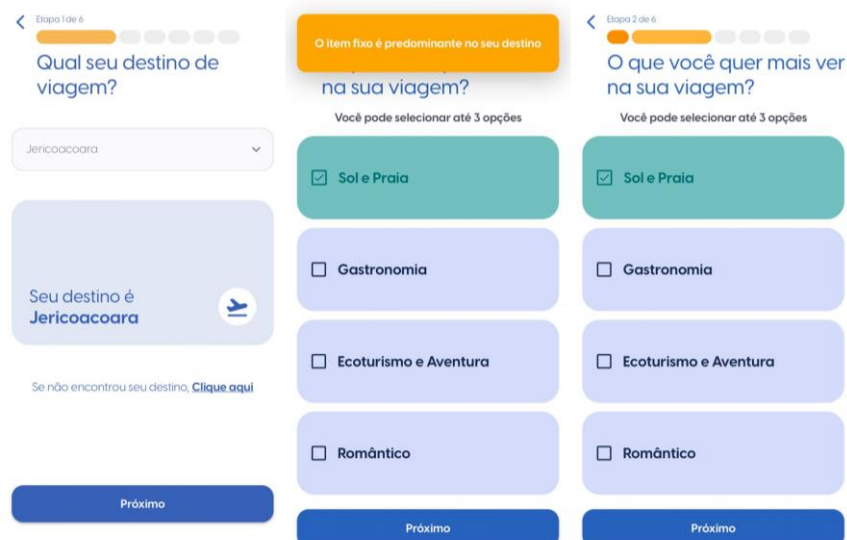 Etapa 1 de 6
Qual seu destino de
viagem?
Jericoacoara
Seu destino é
Jericoacoara
Se não encontrou seu destino, Clique aqui
Próximo
O item fixo é predominante no seu destino
na sua viagem?
Você pode selecionar até 3 opções
Sol e Praia
Gastronomia
Ecoturismo e Aventura
Romântico
Próximo
Etapa 2 de 6
O que você quer mais ver
na sua viagem?
Você pode selecionar até 3 opções
Sol e Praia
Gastronomia
Ecoturismo e Aventura
Romântico
Próximo